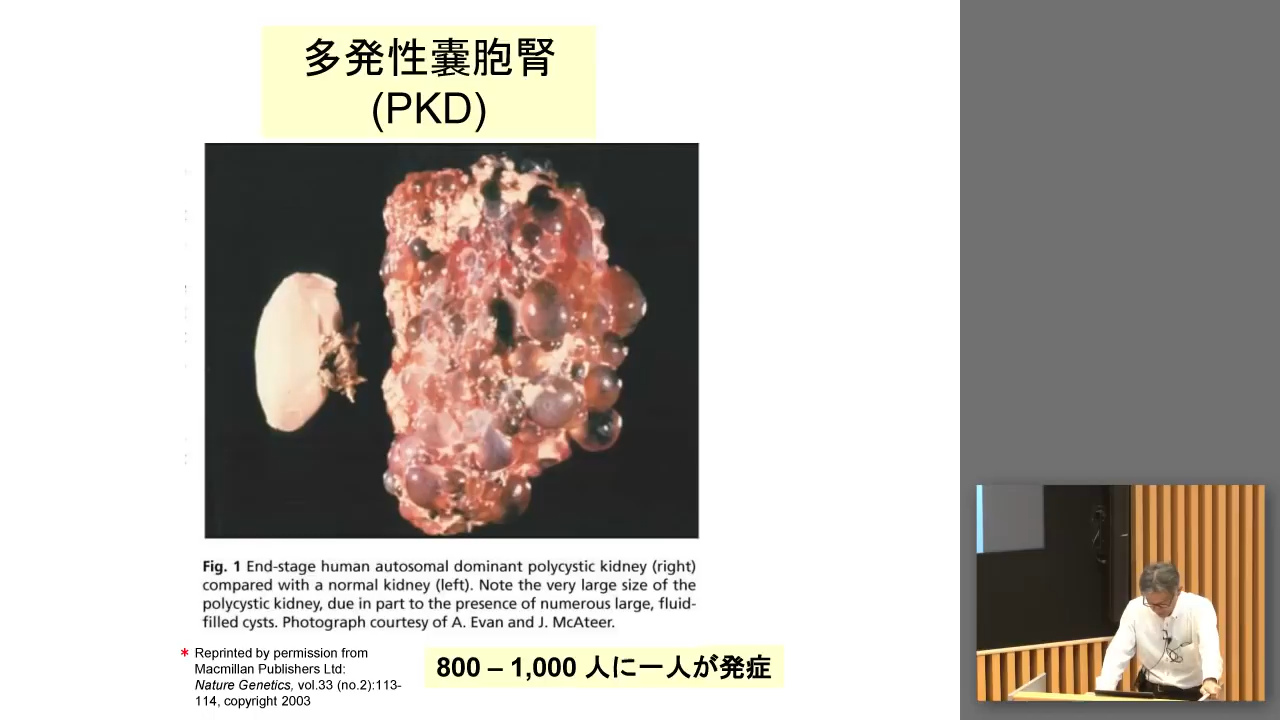 多発性嚢胞腎
(PKD)
Fig. 1 End-stage human autosomal dominant polycystic kidney (right)
compared with a normal kidney (left). Note the very large size of the
polycystic kidney, due in part to the presence of numerous large, fluid-
filled cysts. Photograph courtesy of A. Evan and J. McAteer.
* Reprinted by permission from
Macmillan Publishers Ltd:
Nature Genetics, vol.33 (no.2):113-
114, copyright 2003
800 – 1,000 人に一人が発症